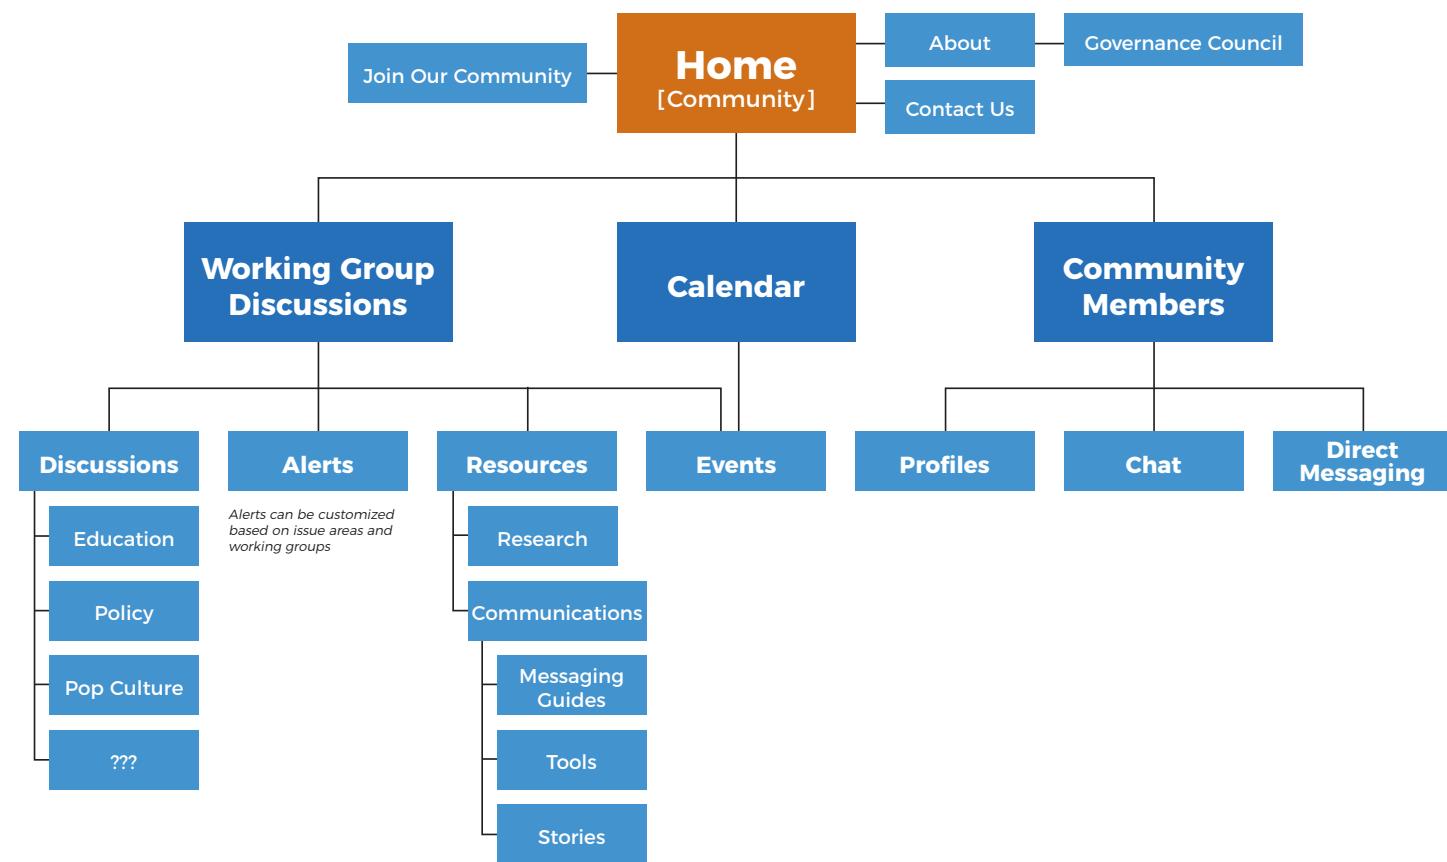 Join Our Community
Home
[Community]
About
Governance Council
Contact Us
Working Group
Discussions
Calendar
Community
Members
Discussions
Alerts
Resources
Events
Profiles
Chat
Direct
Messaging
Alerts can be customized
based on issue areas and
working groups
Education
Policy
Pop Culture
???
Research
Communications
Messaging
Guides
Tools
Stories